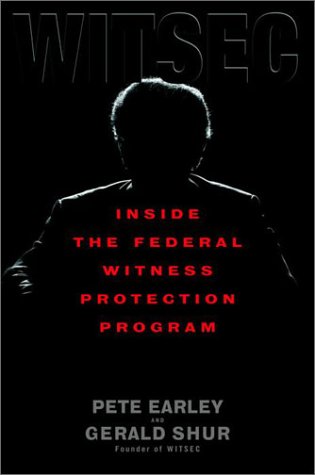 WITSEC
INSIDE
THE FEDERAL
WITNESS
PROTECTION
PROGRAM
PETE EARLEY
AND
GERALD SHUR
Founder of WITSEC